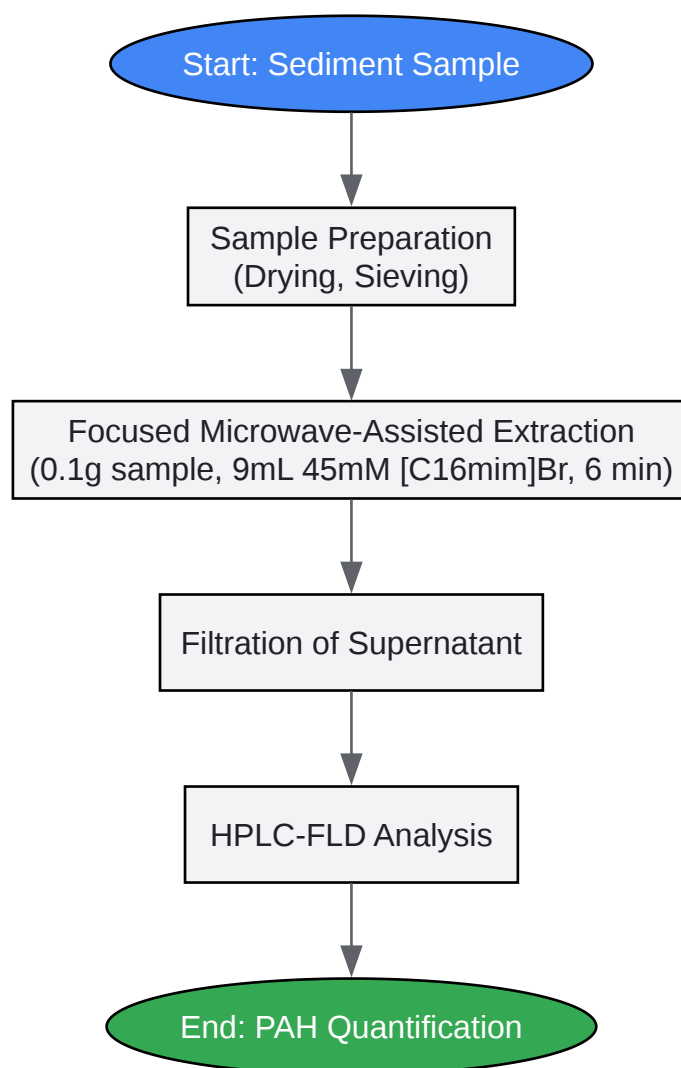 Start: Sediment Sample
Sample Preparation
(Drying, Sieving)
Focused Microwave-Assisted Extraction
(0.1g sample, 9mL 45mM [C16mim]Br, 6 min)
Filtration of Supernatant
HPLC-FLD Analysis
End: PAH Quantification